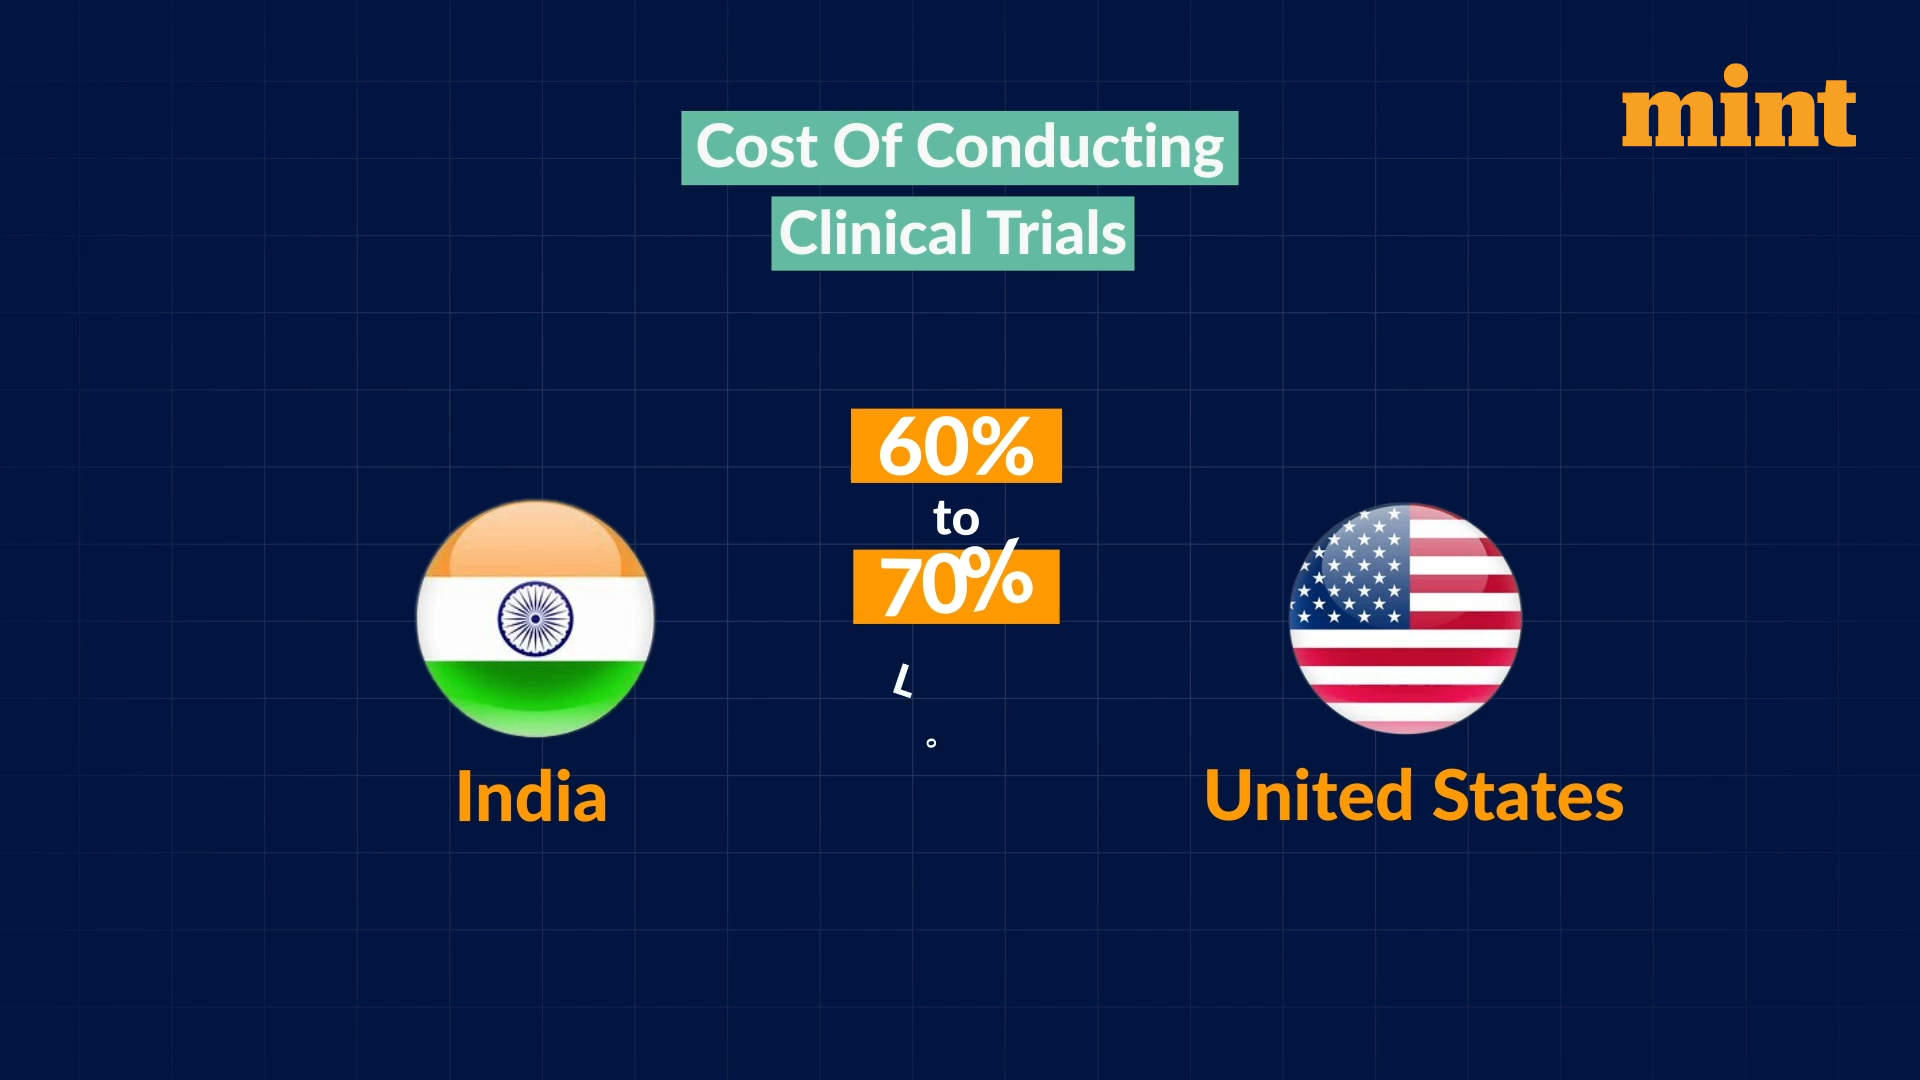 mint
Cost Of Conducting
Clinical Trials
60%
to
70%
L
India
United States